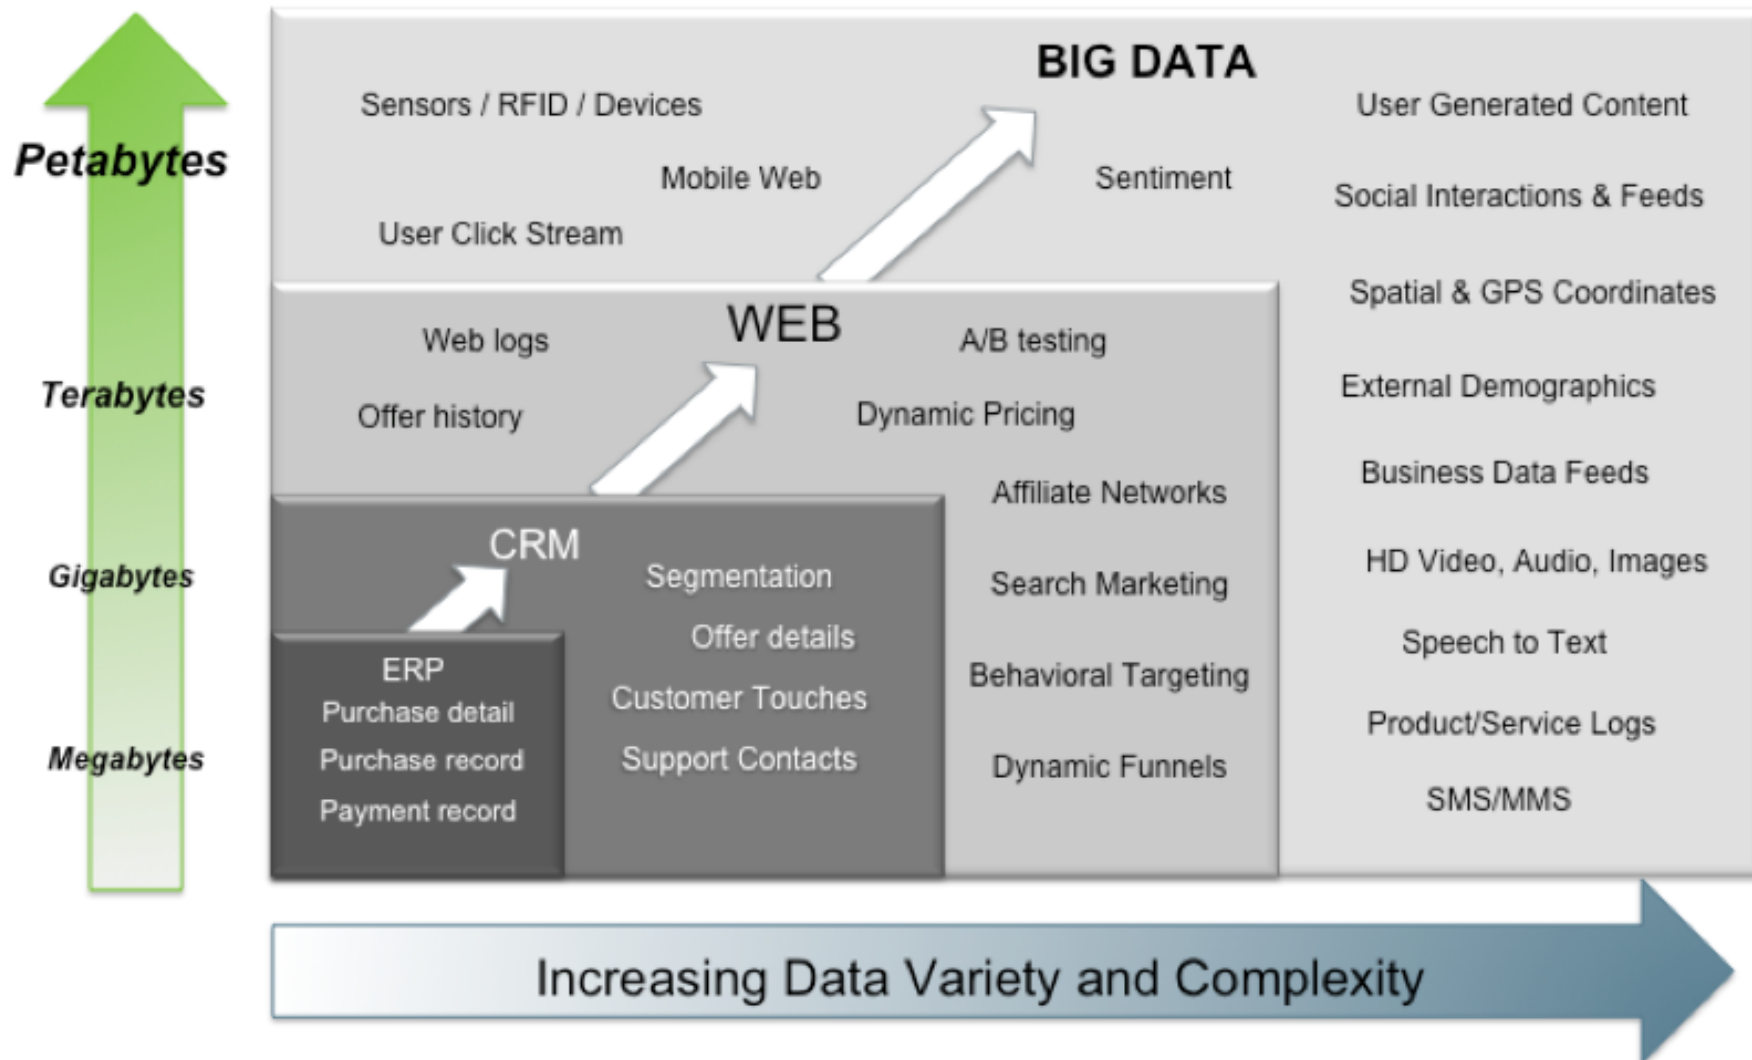 BIG DATA
Sensors / RFID / Devices
User Generated Content
Petabytes
Mobile Web
Sentiment
Social Interactions & Feeds
User Click Stream
Spatial & GPS Coordinates
WEB
Web logs
A/B testing
Terabytes
External Demographics
Offer history
Dynamic Pricing
Business Data Feeds
Affiliate Networks
CRM
HD Video, Audio, Images
Gigabytes
Segmentation
Search Marketing
Offer details
Speech to Text
ERP
Behavioral Targeting
Customer Touches
Purchase detail
Product/Service Logs
Megabytes
Purchase record
Support Contacts
Dynamic Funnels
SMS/MMS
Payment record
Increasing Data Variety and Complexity